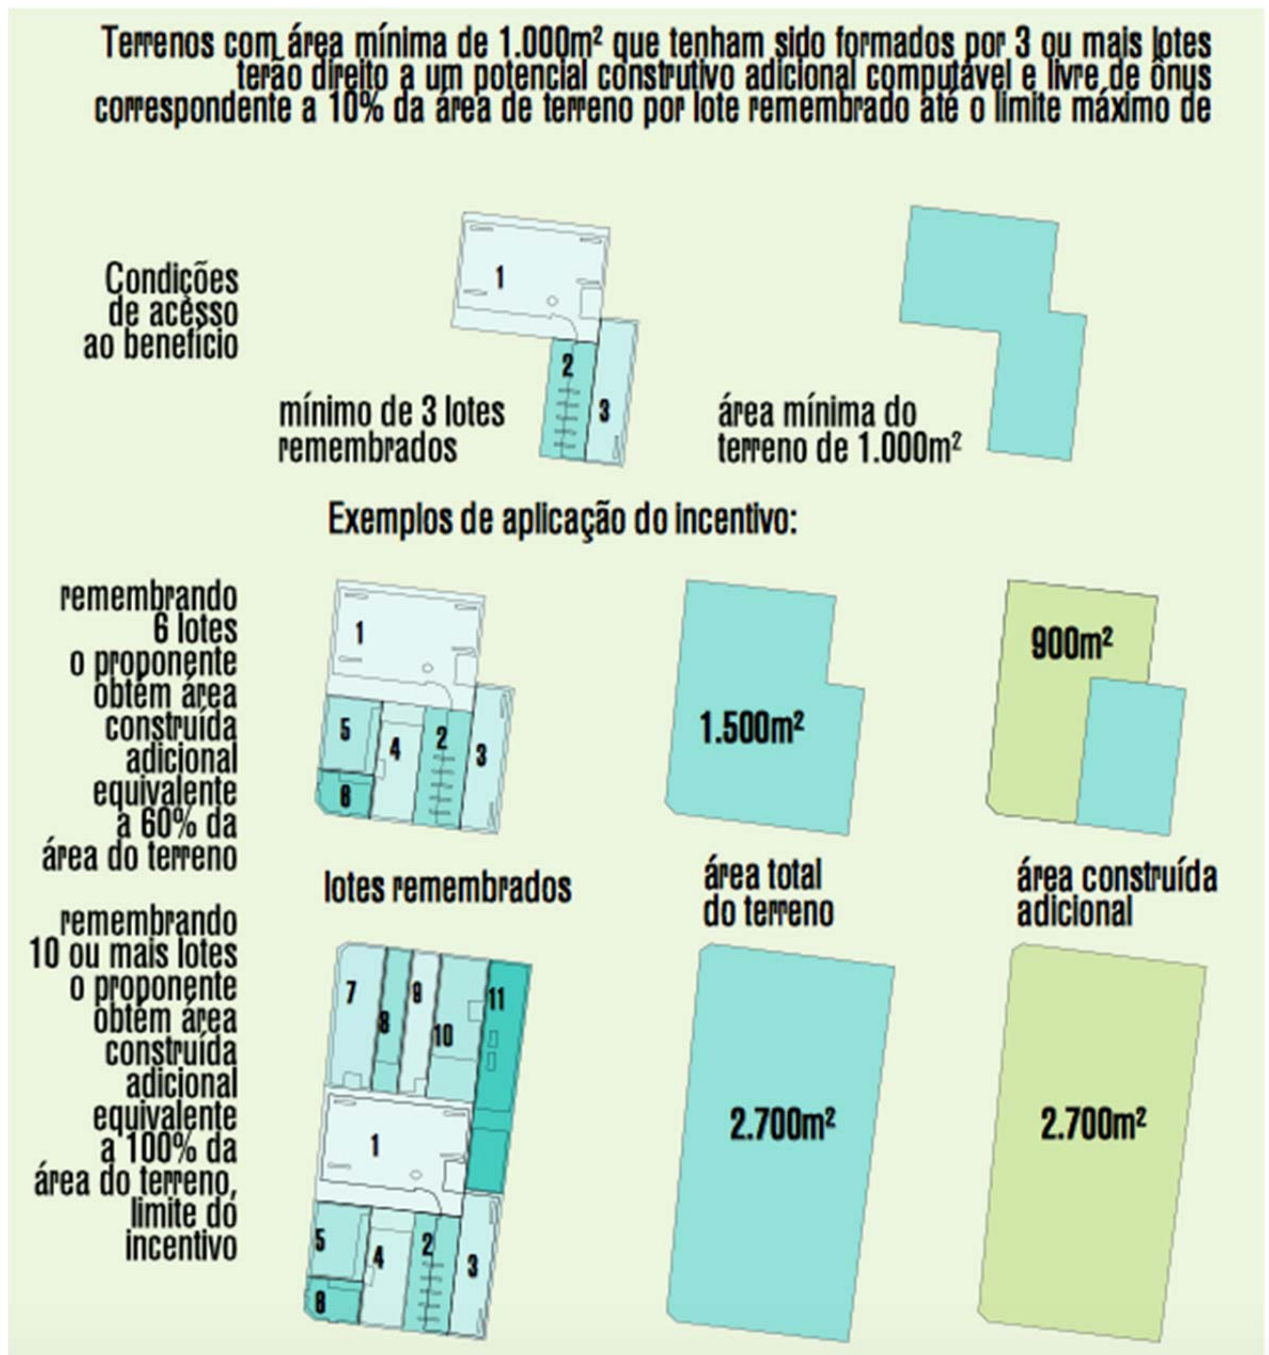 Terrenos com área mínima de 1.000m² que tenham sido formados por 3 ou mais lotes
terão direito a um potencial construtivo adicional computável e livre de ônus
correspondente a 10% da área de terreno por lote remembrado até o limite máximo de
Condições
de acesso
ao benefício
1
2
3
mínimo de 3 lotes
remembrados
área mínima do
terreno de 1.000m²
Exemplos de aplicação do incentivo:
remembrando
6 lotes
o proponente
obtém área
construída
adicional
equivalente
a 60% da
área do terreno
1
5
4
2
3
6
1.500m²
900m²
lotes remembrados
área total
do terreno
área construída
adicional
remembrando
10 ou mais lotes
o proponente
obtém área
construída
adicional
equivalente
a 100% da
área do terreno,
limite do
incentivo
7
8
9
10
11
1
5
4
2
3
6
2.700m²
2.700m²